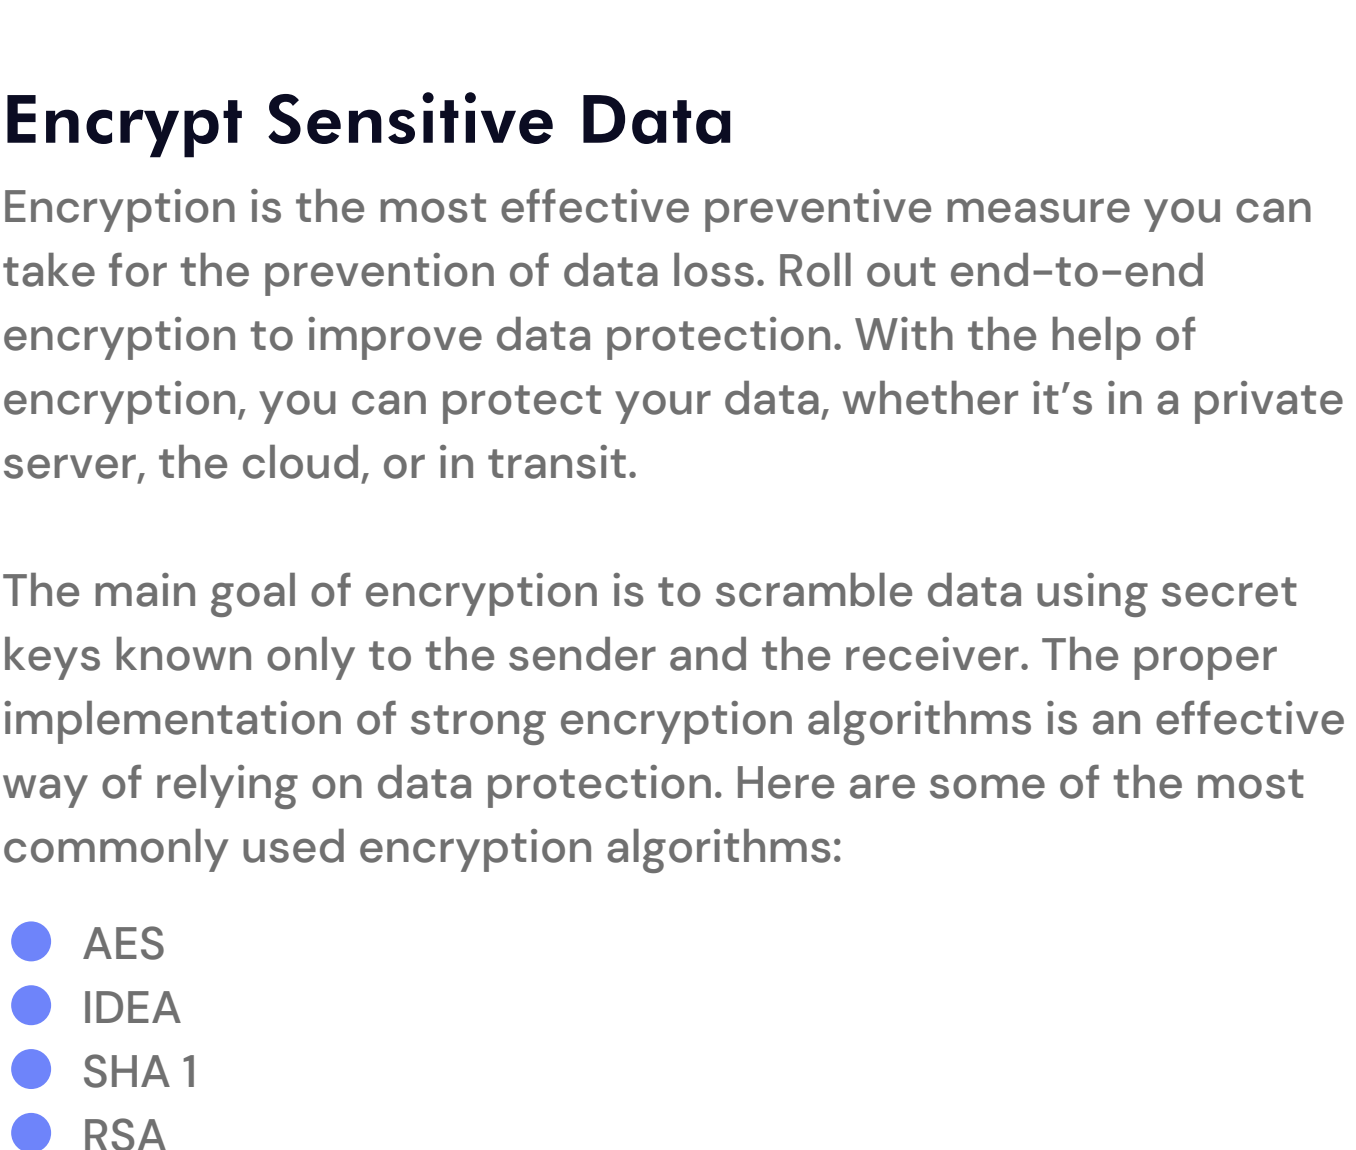 Encrypt Sensitive Data
Encryption is the most effective preventive measure you can
take for the prevention of data loss. Roll out end-to-end
encryption to improve data protection. With the help of
encryption, you can protect your data, whether it’s in a private
server, the cloud, or in transit.
The main goal of encryption is to scramble data using secret
keys known only to the sender and the receiver. The proper
implementation of strong encryption algorithms is an effective
way of relying on data protection. Here are some of the most
commonly used encryption algorithms:
AES
IDEA
SHA 1
RSA